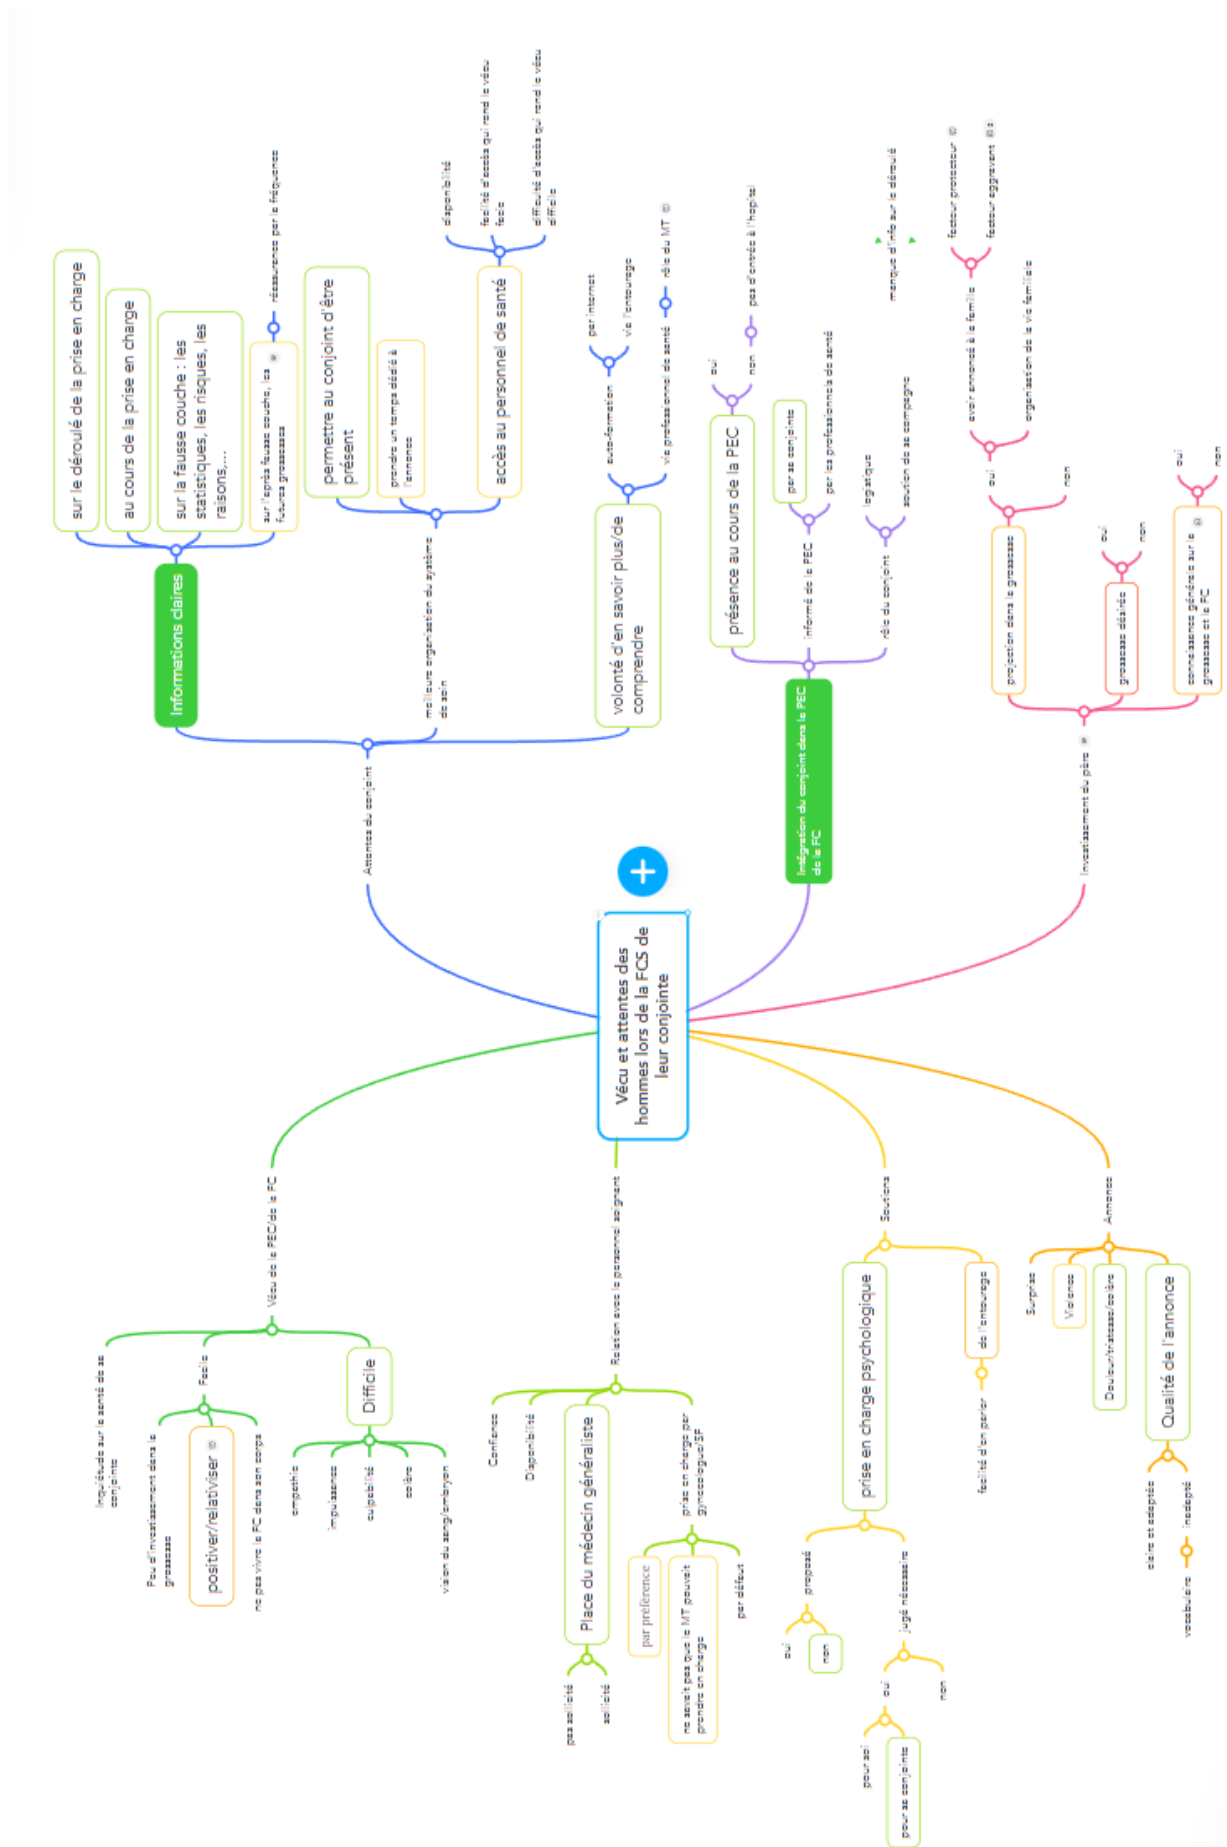 Vécu et attentes des
hommes lors de la FCS de
leur conjointe
Attentes du conjoint
Informations claires
sur le déroulé de la prise en charge
au cours de la prise en charge
sur la fausse couche : les
statistiques, les risques, les
raisons,...
sur l'après fausse couche, les
futures grossesses
réassurance par la fréquence
meilleure organisation du système
de soin
permettre au conjoint d'être
présent
prendre un temps dédié à
l'annonce
accès au personnel de santé
disponibilité
facilité d'accès qui rend le vécu
facile
difficulté d'accès qui rend le vécu
difficile
volonté d'en savoir plus/de
comprendre
auto-formation
par internet
via l'entourage
via professionnel de santé
rôle du MT
Intégration du conjoint dans la PEC
de la FC
présence au cours de la PEC
oui
non
pas d'entrée à l'hopital
informé de la PEC
par sa conjointe
par les professionnels de santé
rôle du conjoint
logistique
soutien de sa compagne
manque d'info sur le déroulé
Investissement du père
projection dans la grossesse
oui
avoir annoncé à la famille
facteur protecteur
facteur aggravant
organisation de la vie familiale
non
grossesse désirée
oui
non
connaissance générale sur la
grossesse et la FC
oui
non
Vécu de la PEC/de la FC
Inquiétude sur la santé de sa
conjointe
Facile
Peu d'investissement dans la
grossesse
positiver/relativiser
ne pas vivre la FC dans son corps
Difficile
empathie
impuissance
culpabilité
colère
vision du sang/embryon
Relation avec le personnel soignant
Confiance
Disponibilité
Place du médecin généraliste
pas sollicité
sollicité
prise en charge par
gynécologue/SF
par préférence
ne savait pas que le MT pouvait
prendre en charge
par défaut
Soutiens
prise en charge psychologique
proposé
oui
non
jugé nécessaire
oui
pour soi
pour sa conjointe
non
de l'entourage
facilité d'en parler
Annonce
Surprise
Violence
Douleur/tristesse/colère
Qualité de l'annonce
claire et adaptée
inadapté
vocabulaire